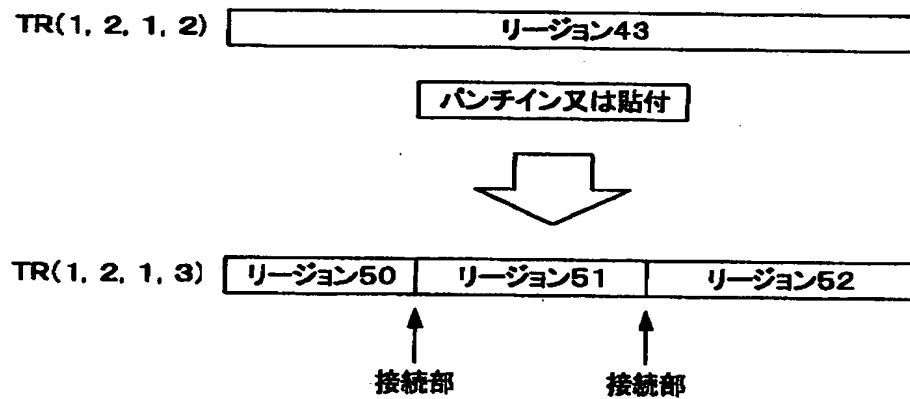 TR(1, 2, 1, 2) リージョン43
パンチイン又は貼付
TR(1, 2, 1, 3) リージョン50 リージョン51 リージョン52
接続部 接続部